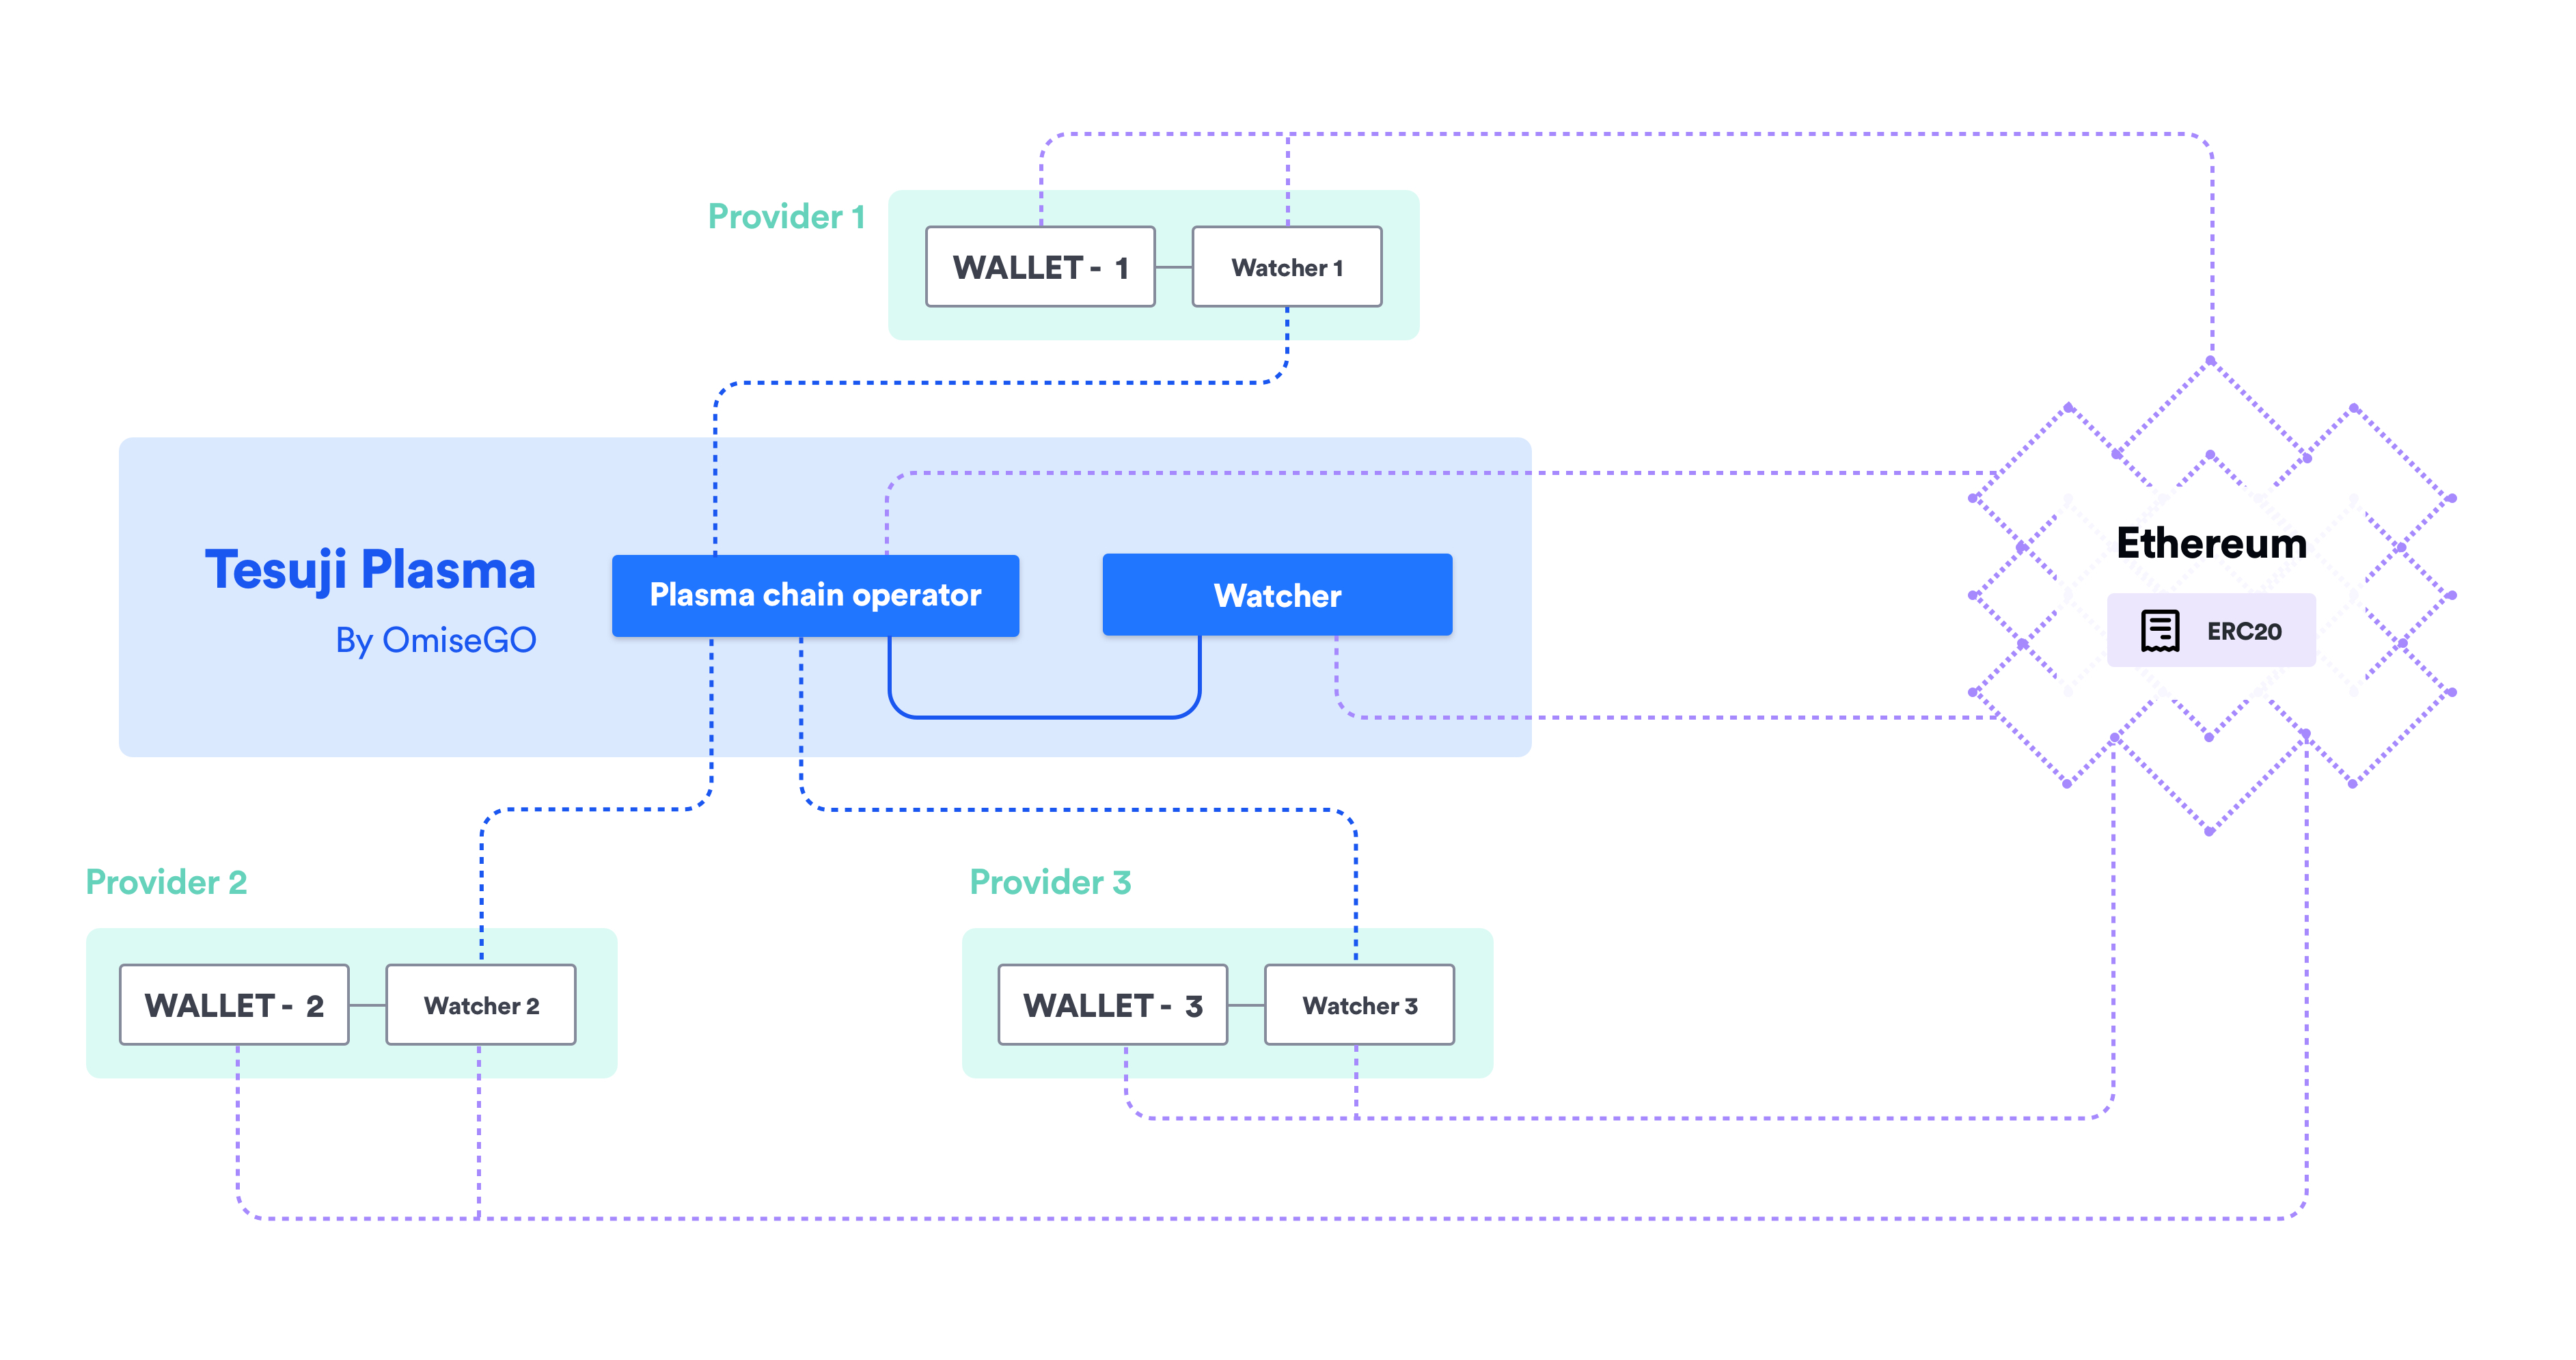 Provider 1
WALLET - 1
Watcher 1
Tesuji Plasma
By OmiseGO
Plasma chain operator
Watcher
Ethereum
ERC20
Provider 2
WALLET - 2
Watcher 2
Provider 3
WALLET - 3
Watcher 3